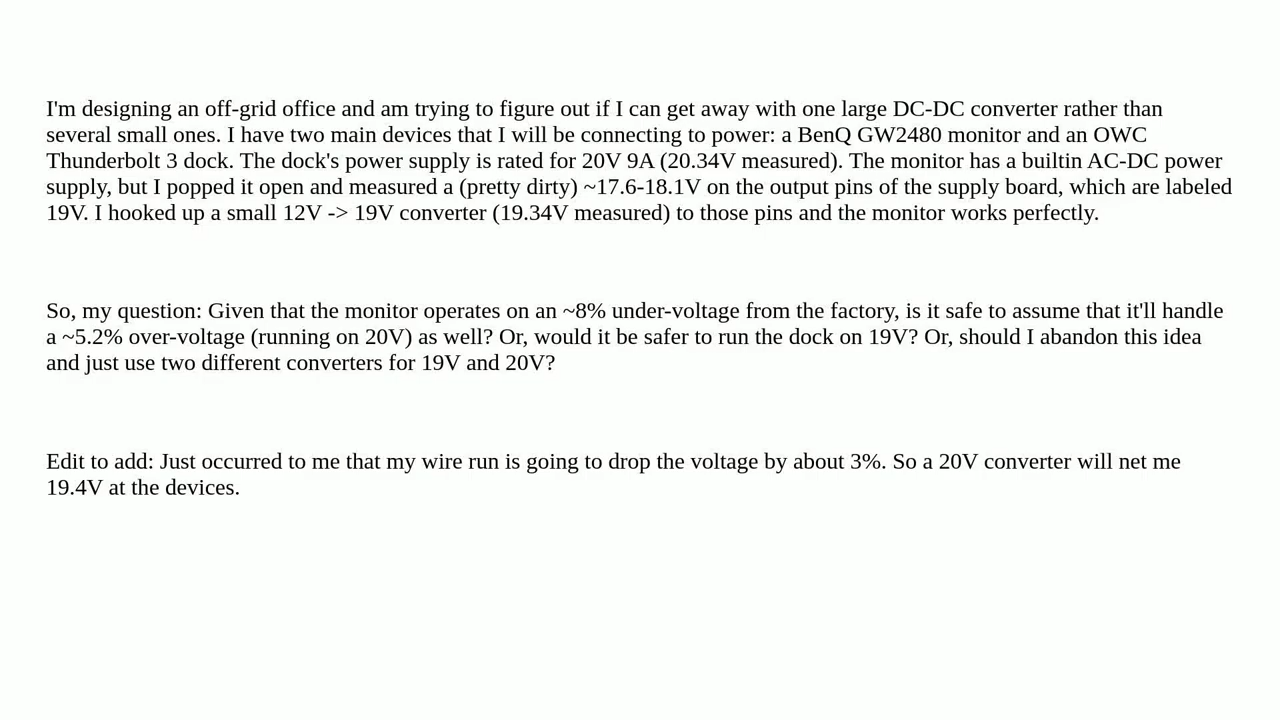 I'm designing an off-grid office and am trying to figure out if I can get away with one large DC-DC converter rather than
several small ones. I have two main devices that I will be connecting to power: a BenQ GW2480 monitor and an OWC
Thunderbolt 3 dock. The dock's power supply is rated for 20V 9A (20.34V measured). The monitor has a builtin AC-DC power
supply, but I popped it open and measured a (pretty dirty) ~17.6-18.1V on the output pins of the supply board, which are labeled
19V. I hooked up a small 12V -> 19V converter (19.34V measured) to those pins and the monitor works perfectly.
So, my question: Given that the monitor operates on an ~8% under-voltage from the factory, is it safe to assume that it'll handle
a ~5.2% over-voltage (running on 20V) as well? Or, would it be safer to run the dock on 19V? Or, should I abandon this idea
and just use two different converters for 19V and 20V?
Edit to add: Just occurred to me that my wire run is going to drop the voltage by about 3%. So a 20V converter will net me
19.4V at the devices.